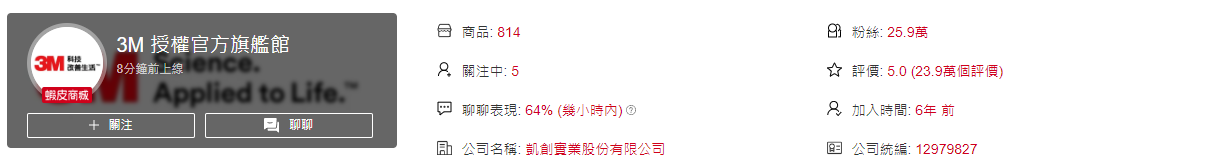 3M 科技
改善生活™
蝦皮商城
3M 授權官方旗艦館
8分鐘前上線
Science.
Applied to Life.™
關注
聊聊
商品: 814
關注中: 5
聊聊表現: 64% (幾小時內)
公司名稱: 凱創實業股份有限公司
粉絲: 25.9萬
評價: 5.0 (23.9萬個評價)
加入時間: 6年 前
公司統編: 12979827